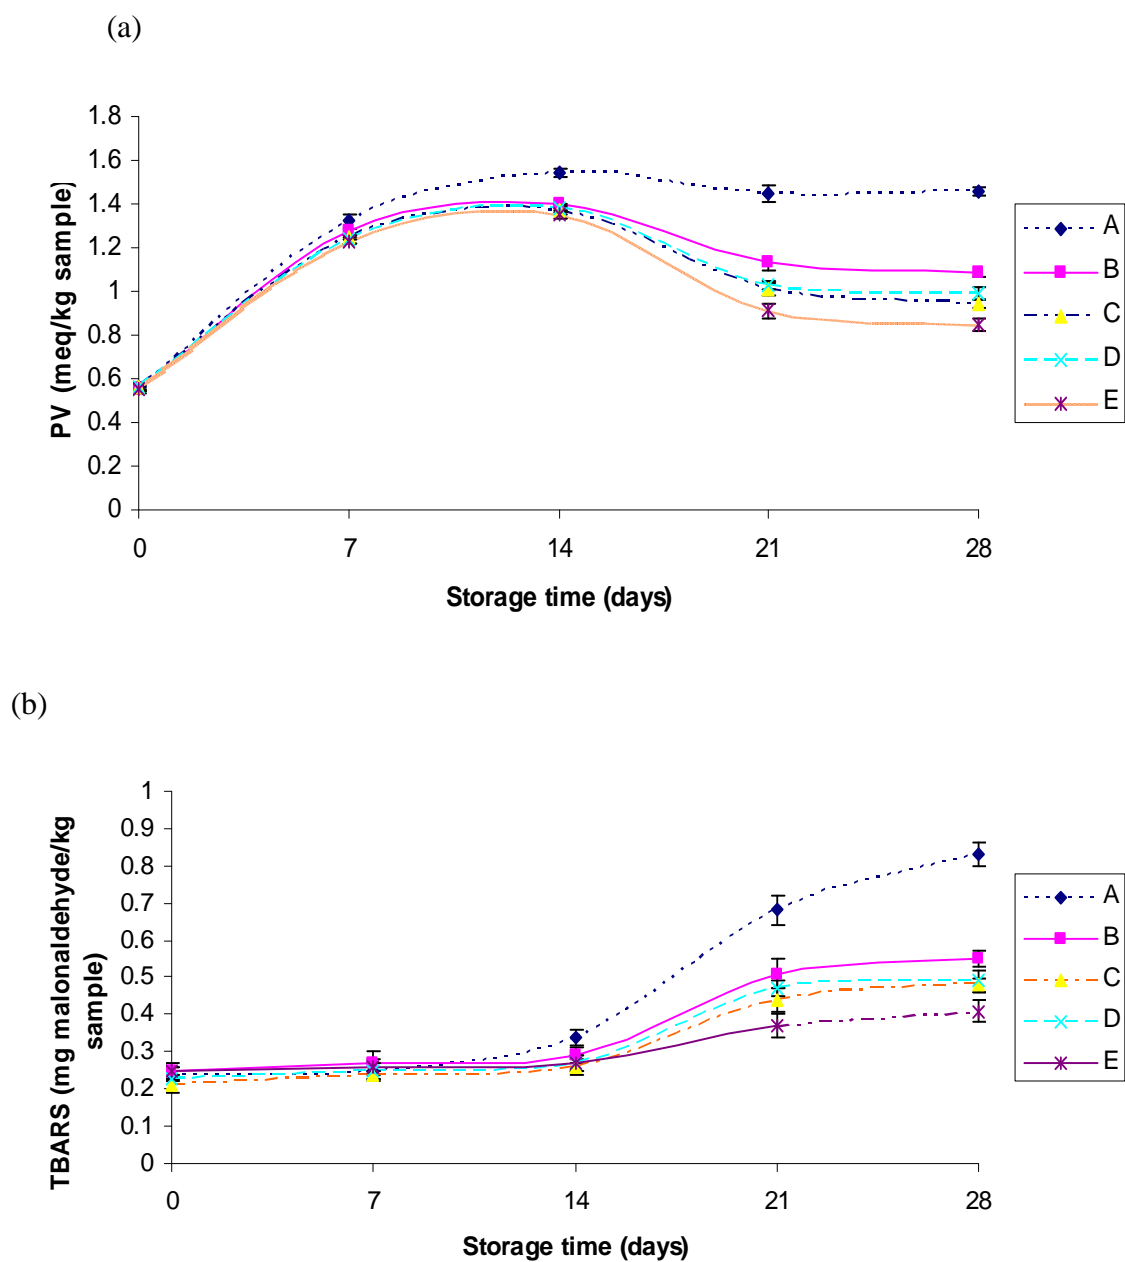 (a)
1.8
1.6
1.4
1.2
1
0.8
0.6
0.4
0.2
0
0 7 14 21 28
PV (meq/kg sample)
Storage time (days)
A
B
C
D
E
(b)
1
0.9
0.8
0.7
0.6
0.5
0.4
0.3
0.2
0.1
0
0 7 14 21 28
TBARS (mg malonaldehyde/kg
sample)
Storage time (days)
A
B
C
D
E